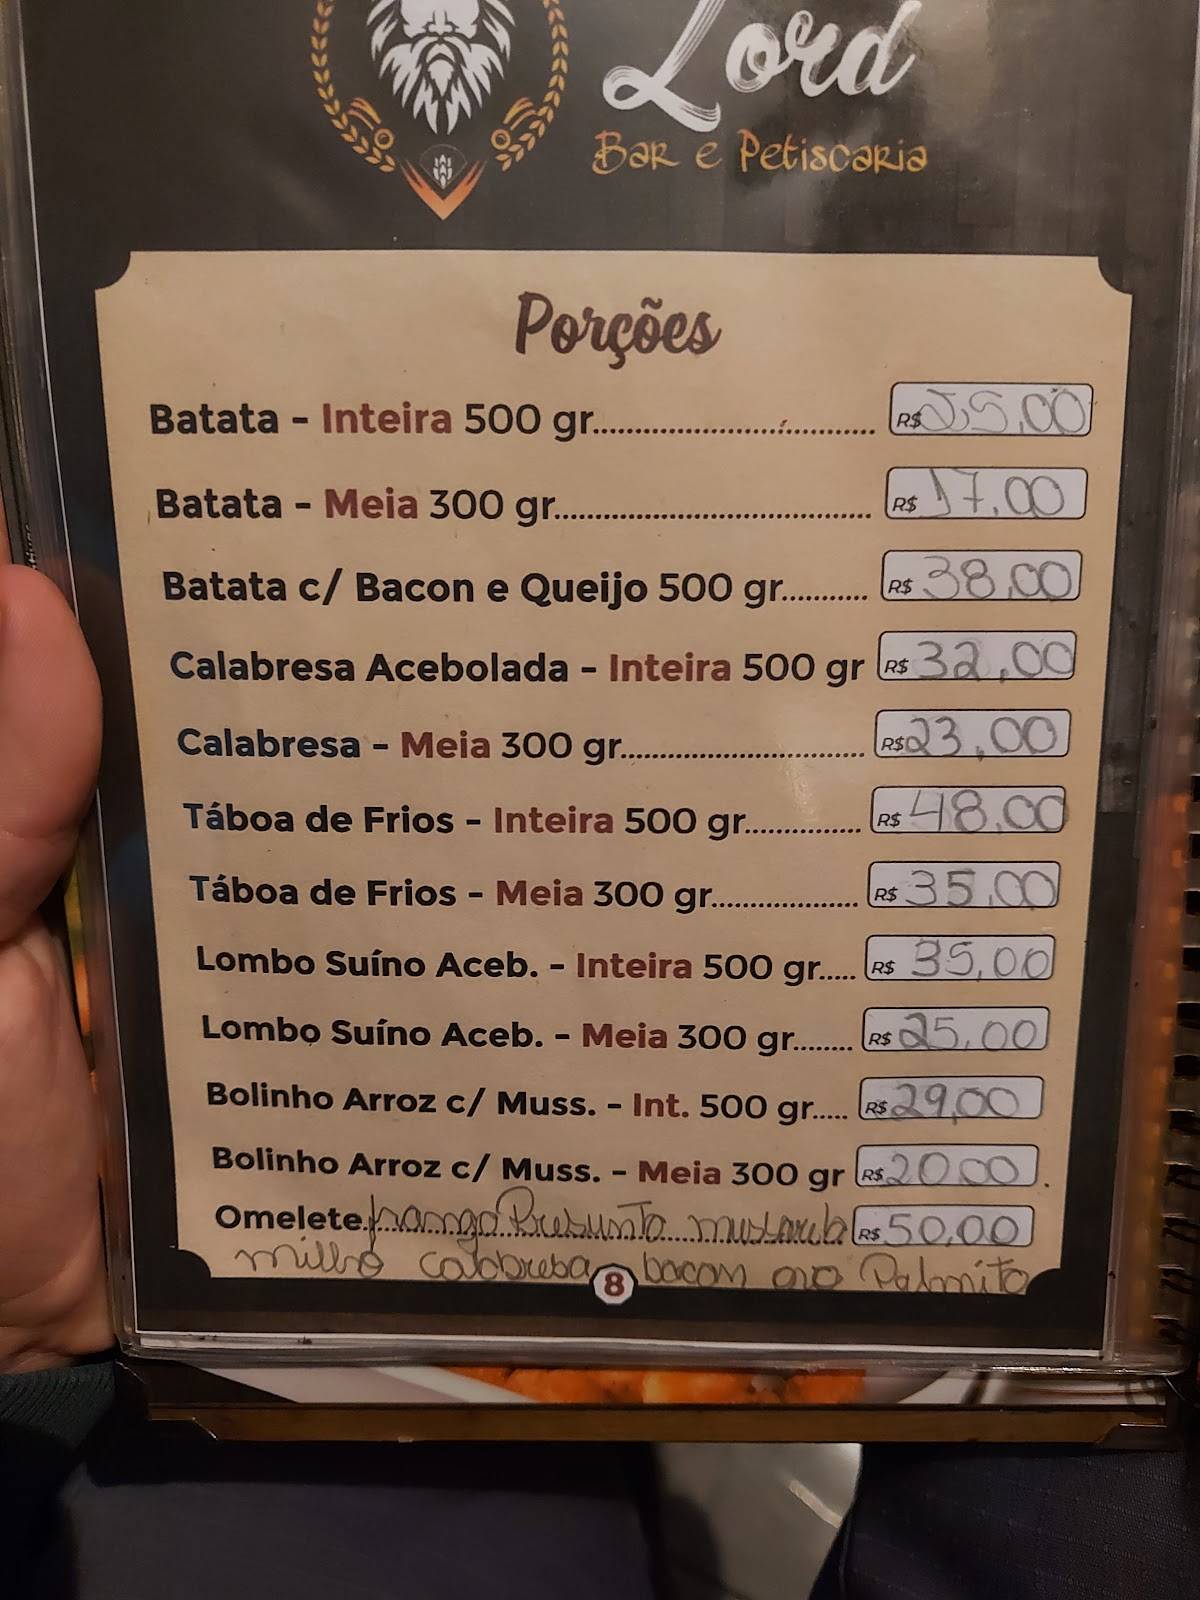 Lord
Bar e Petiscaria
Porções
Batata - Inteira 500 gr.......................................... R$ 25,00
Batata - Meia 300 gr.............................................. R$ 17,00
Batata c/ Bacon e Queijo 500 gr........... R$ 38,00
Calabresa Acebolada - Inteira 500 gr R$ 32,00
Calabresa - Meia 300 gr.............................. R$ 23,00
Táboa de Frios - Inteira 500 gr............... R$ 48,00
Táboa de Frios - Meia 300 gr................... R$ 35,00
Lombo Suíno Aceb. - Inteira 500 gr..... R$ 35,00
Lombo Suíno Aceb. - Meia 300 gr........ R$ 25,00
Bolinho Arroz c/ Muss. - Int. 500 gr..... R$ 29,00
Bolinho Arroz c/ Muss. - Meia 300 gr R$ 20,00
Omelete frango Presunto R$ 50,00
milho calabresa bacon ovo Palmito
8